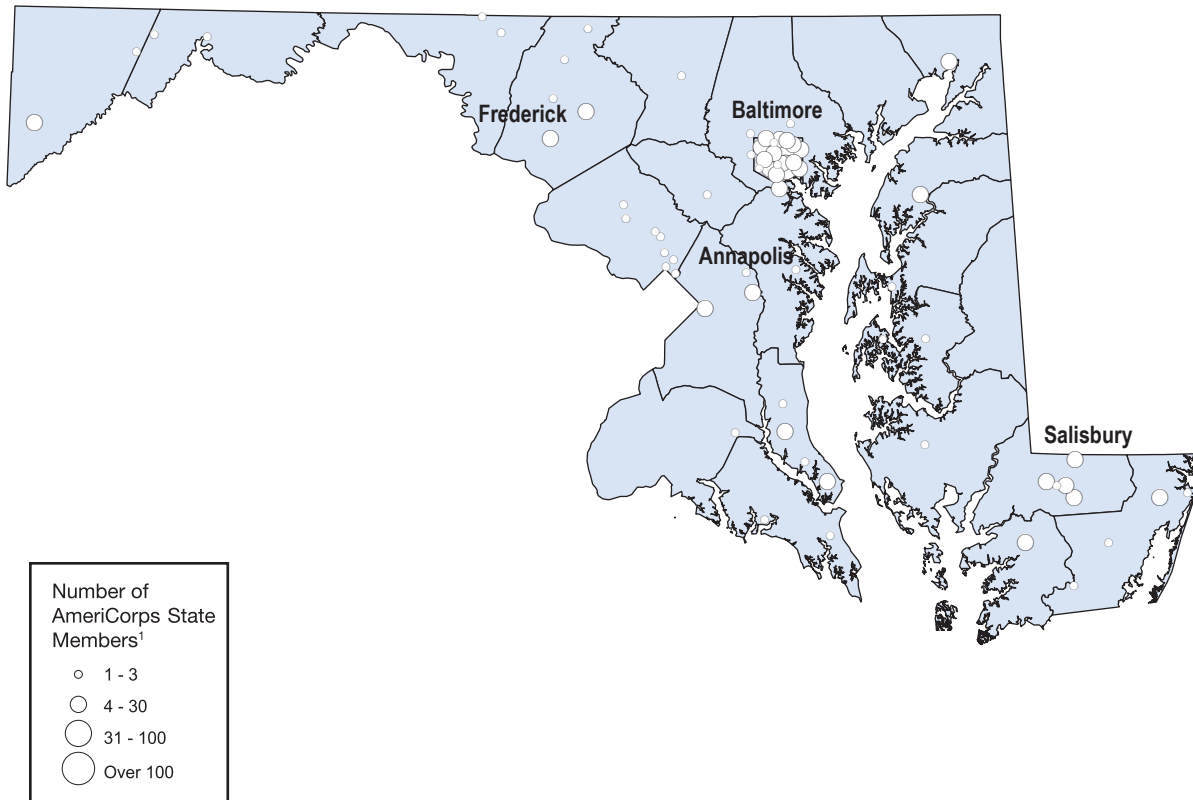 Frederick
Baltimore
Annapolis
Salisbury
Number of
AmeriCorps State
Members¹
1 - 3
4 - 30
31 - 100
Over 100